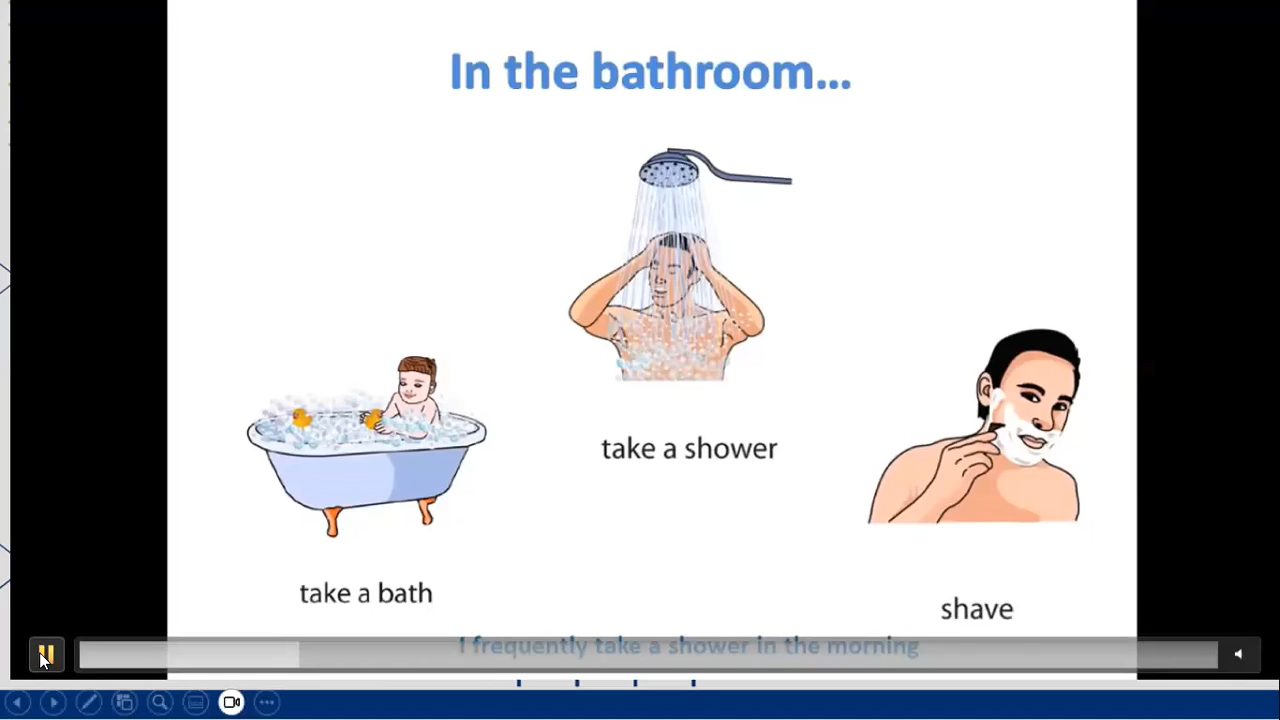 In the bathroom...
take a shower
take a bath
shave
I frequently take a shower in the morning